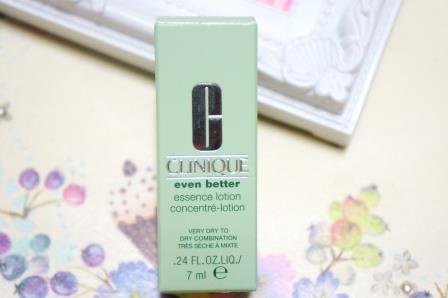 CLINIQUE
even better
essence lotion
concentré-lotion
VERY DRY TO
DRY COMBINATION
TRÈS SÈCHE À MIXTE
.24 FL.OZ.LIQ./
7 ml ℮